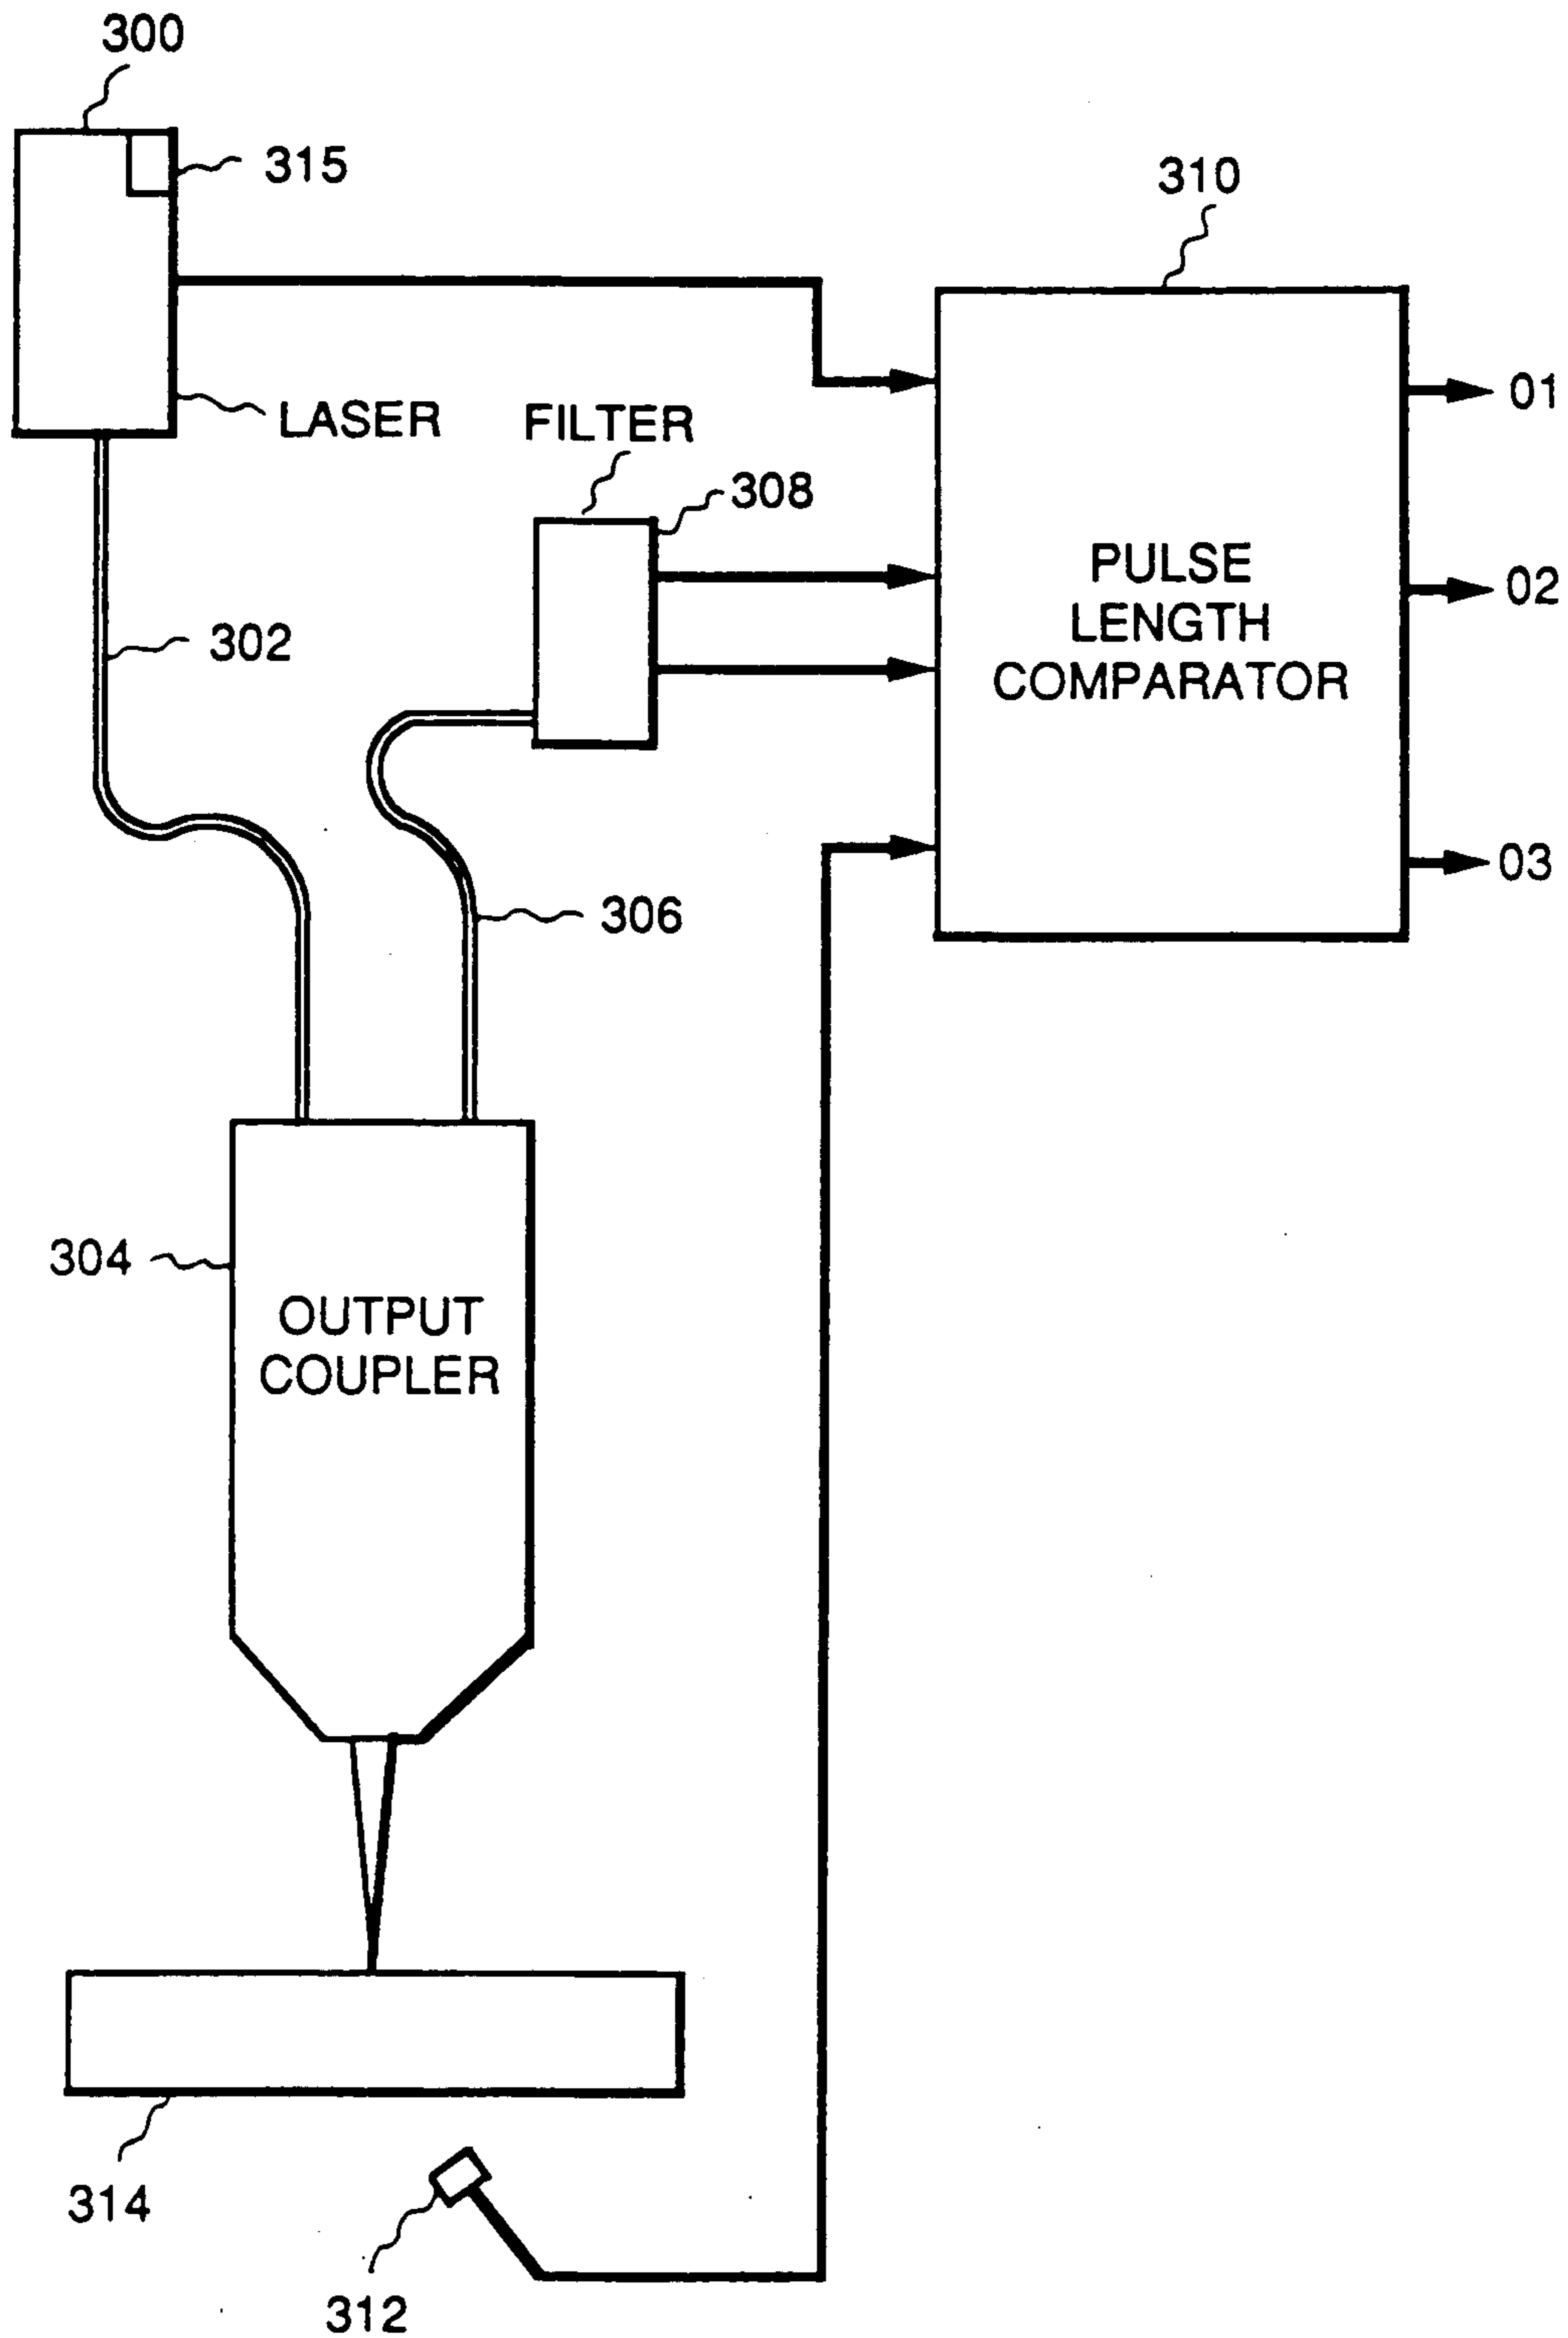 300
315
310
LASER
FILTER
308
01
02
03
PULSE
LENGTH
COMPARATOR
302
306
304
OUTPUT
COUPLER
314
312